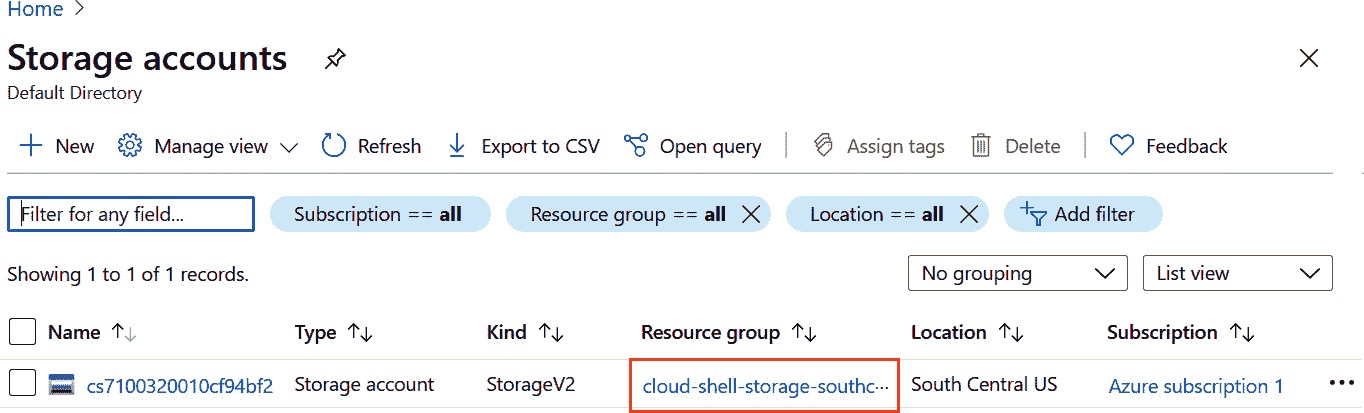 Home
Storage accounts
Default Directory
New Manage view Refresh Export to CSV Open query Assign tags Delete Feedback
Filter for any field... Subscription == all Resource group == all Location == all Add filter
Showing 1 to 1 of 1 records. No grouping List view
Name Type Kind Resource group Location Subscription
cs7100320010cf94bf2 Storage account StorageV2 cloud-shell-storage-southc... South Central US Azure subscription 1